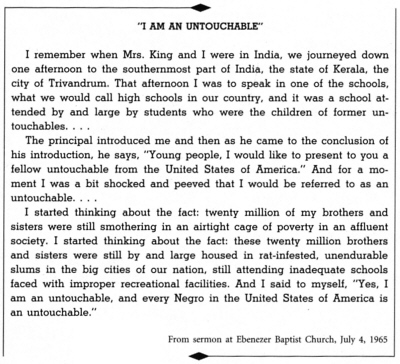 "I AM AN UNTOUCHABLE"
I remember when Mrs. King and I were in India, we journeyed down
one afternoon to the southernmost part of India, the state of Kerala, the
city of Trivandrum. That afternoon I was to speak in one of the schools,
what we would call high schools in our country, and it was a school at-
tended by and large by students who were the children of former un-
touchables. . . .
The principal introduced me and then as he came to the conclusion of
his introduction, he says, "Young people, I would like to present to you a
fellow untouchable from the United States of America." And for a mo-
ment I was a bit shocked and peeved that I would be referred to as an
untouchable. . . .
I started thinking about the fact: twenty million of my brothers and
sisters were still smothering in an airtight cage of poverty in an affluent
society. I started thinking about the fact: these twenty million brothers
and sisters were still by and large housed in rat-infested, unendurable
slums in the big cities of our nation, still attending inadequate schools
faced with improper recreational facilities. And I said to myself, "Yes, I
am an untouchable, and every Negro in the United States of America is
an untouchable."
From sermon at Ebenezer Baptist Church, July 4, 1965